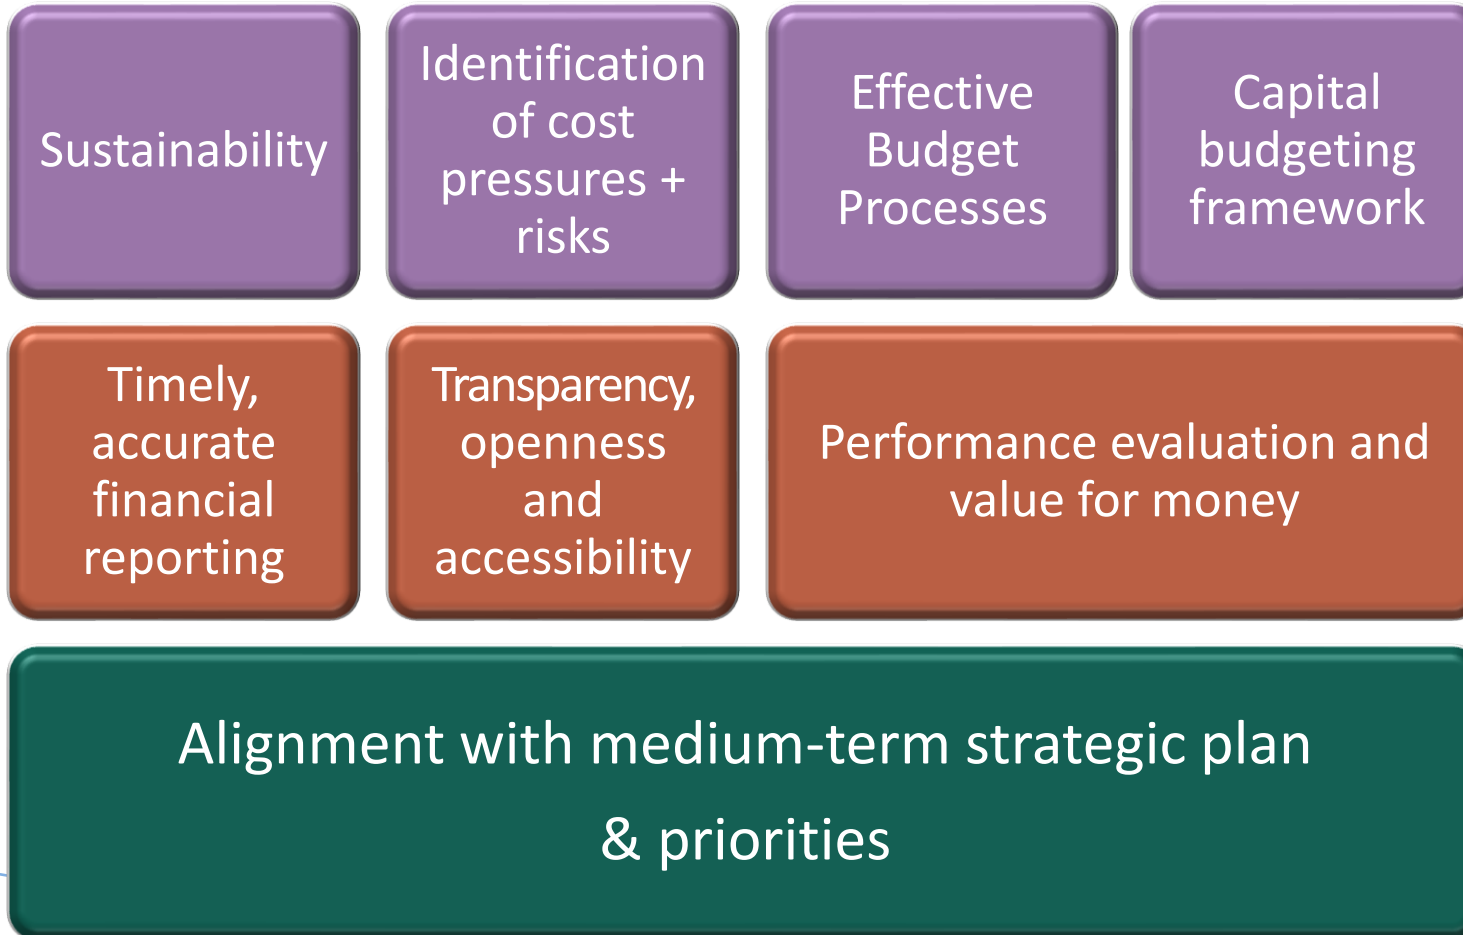 Sustainability
Identification
of cost
pressures +
risks
Effective
Budget
Processes
Capital
budgeting
framework
Timely,
accurate
financial
reporting
Transparency,
openness
and
accessibility
Performance evaluation and
value for money
Alignment with medium-term strategic plan
& priorities